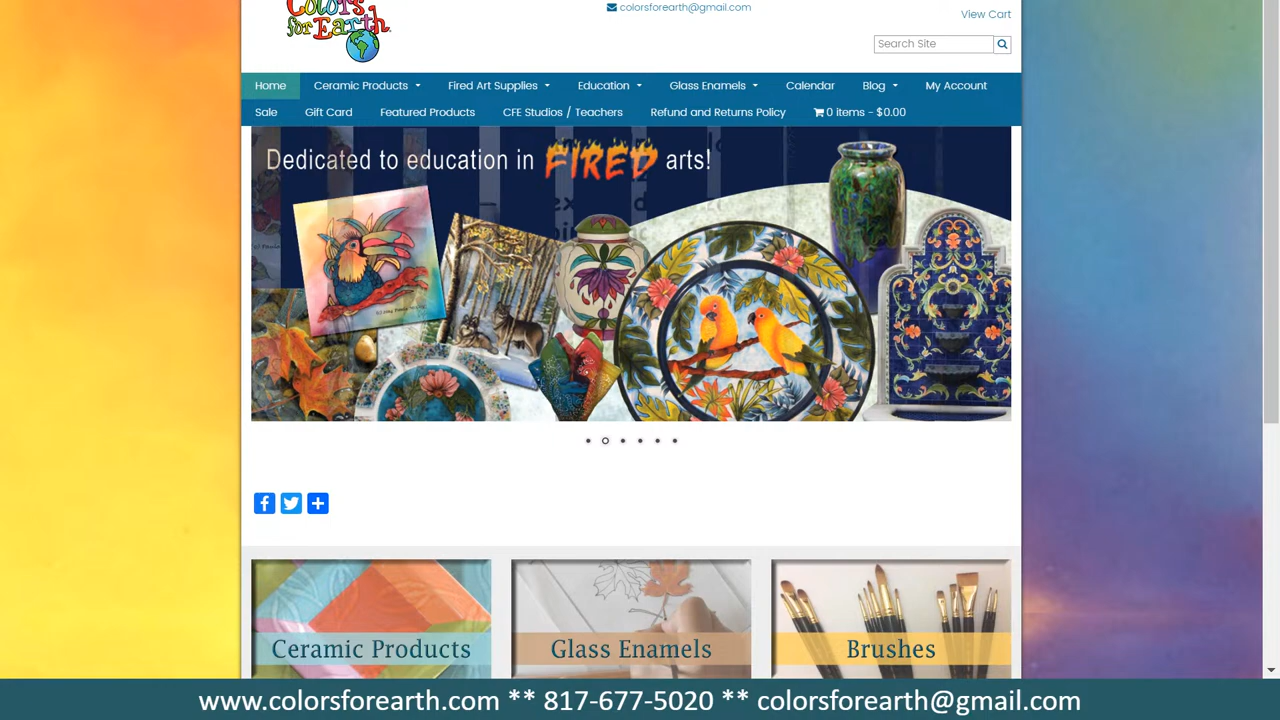 Colors
for Earth
colorsforearth@gmail.com
View Cart
Search Site
Home Ceramic Products Fired Art Supplies Education Glass Enamels Calendar Blog My Account
Sale Gift Card Featured Products CFE Studios / Teachers Refund and Returns Policy 0 items - $0.00
Dedicated to education in FIRED arts!
Ceramic Products Glass Enamels Brushes
www.colorsforearth.com ** 817-677-5020 ** colorsforearth@gmail.com